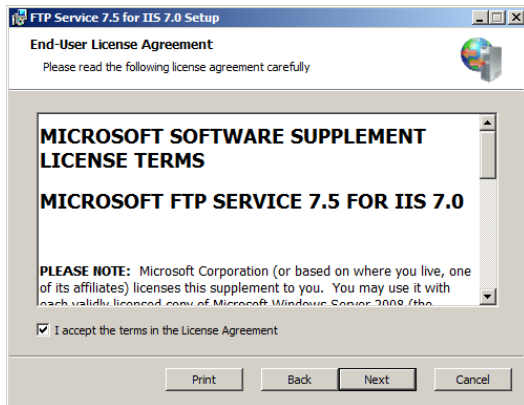 FTP Service 7.5 for IIS 7.0 Setup
End-User License Agreement
Please read the following license agreement carefully
MICROSOFT SOFTWARE SUPPLEMENT
LICENSE TERMS
MICROSOFT FTP SERVICE 7.5 FOR IIS 7.0
PLEASE NOTE: Microsoft Corporation (or based on where you live, one
of its affiliates) licenses this supplement to you. You may use it with
each validly licensed copy of Microsoft Windows Server 2008 (the
I accept the terms in the License Agreement
Print Back Next Cancel